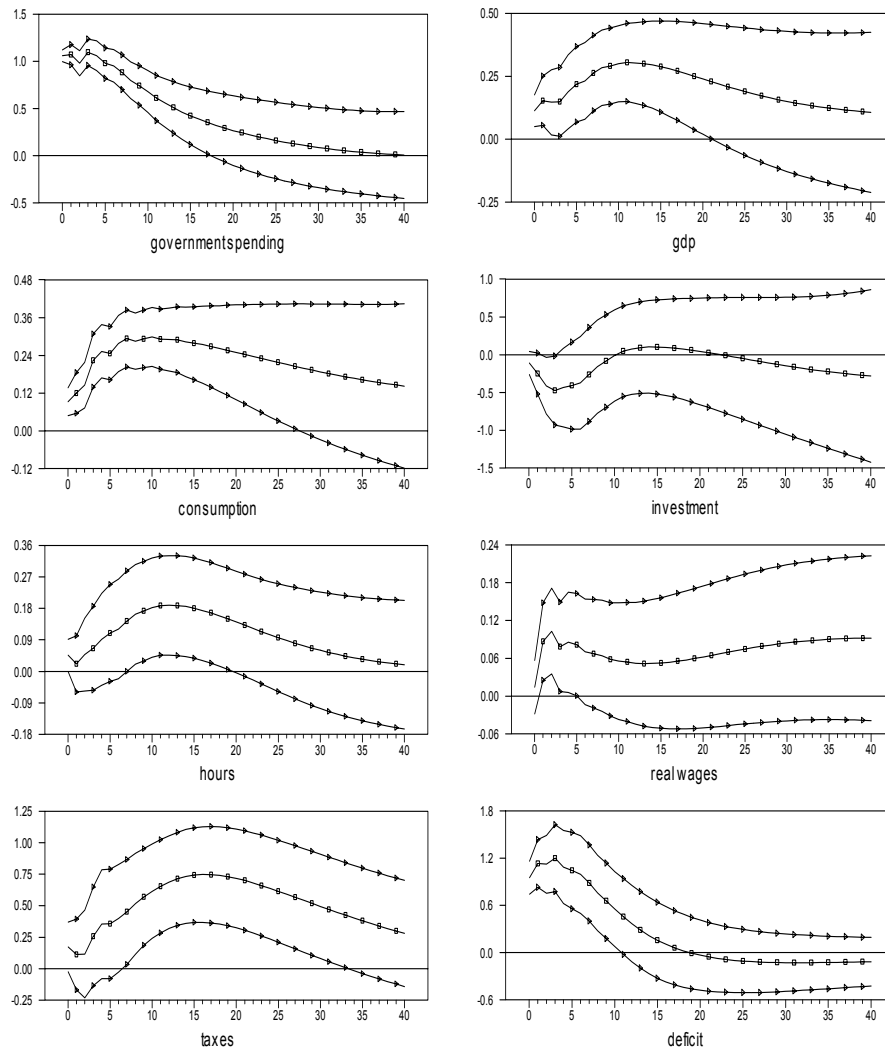 1.5
1.0
0.5
0.0
-0.5
0 5 10 15 20 25 30 35 40
government spending
0.50
0.25
0.00
-0.25
0 5 10 15 20 25 30 35 40
gdp
0.48
0.36
0.24
0.12
0.00
-0.12
0 5 10 15 20 25 30 35 40
consumption
1.0
0.5
0.0
-0.5
-1.0
-1.5
0 5 10 15 20 25 30 35 40
investment
0.36
0.27
0.18
0.09
0.00
-0.09
-0.18
0 5 10 15 20 25 30 35 40
hours
0.24
0.18
0.12
0.06
0.00
-0.06
0 5 10 15 20 25 30 35 40
real wages
1.25
1.00
0.75
0.50
0.25
0.00
-0.25
0 5 10 15 20 25 30 35 40
taxes
1.8
1.2
0.6
0.0
-0.6
0 5 10 15 20 25 30 35 40
deficit